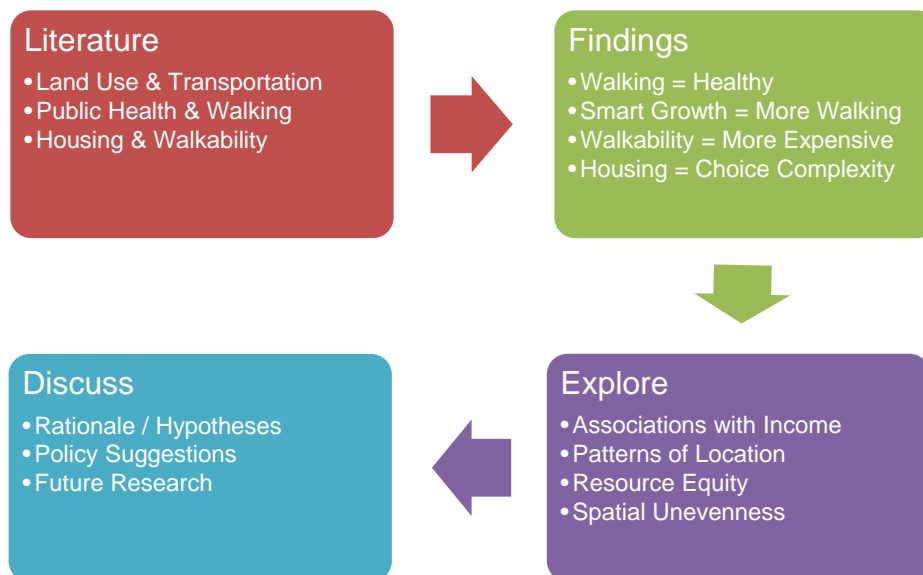 Literature
•Land Use & Transportation
•Public Health & Walking
•Housing & Walkability
Findings
•Walking = Healthy
•Smart Growth = More Walking
•Walkability = More Expensive
•Housing = Choice Complexity
Explore
•Associations with Income
•Patterns of Location
•Resource Equity
•Spatial Unevenness
Discuss
•Rationale / Hypotheses
•Policy Suggestions
•Future Research